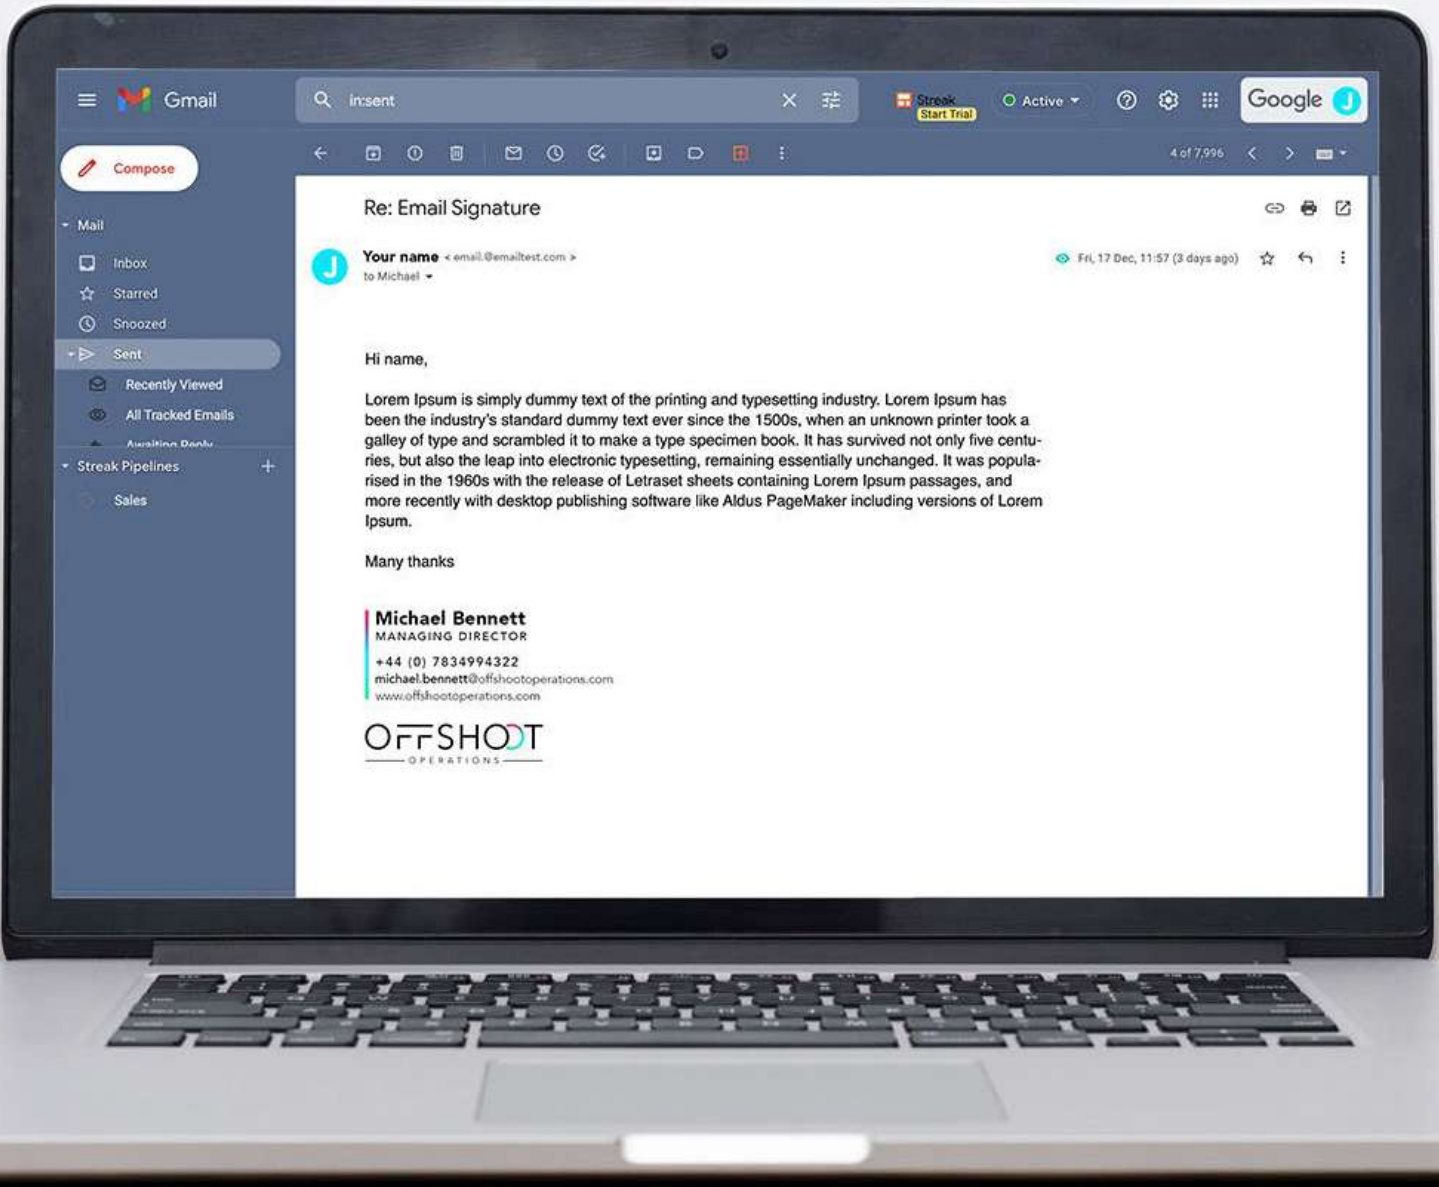 Gmail
in:sent
Streak
Start Trial
Active
Google J
Compose
4 of 7,996
Mail
Inbox
Starred
Snoozed
Sent
Recently Viewed
All Tracked Emails
Awaiting Reply
Streak Pipelines
Sales
Re: Email Signature
J
Your name < email.@emailtest.com >
to Michael
Fri, 17 Dec, 11:57 (3 days ago)
Hi name,
Lorem Ipsum is simply dummy text of the printing and typesetting industry. Lorem Ipsum has
been the industry's standard dummy text ever since the 1500s, when an unknown printer took a
galley of type and scrambled it to make a type specimen book. It has survived not only five centu-
ries, but also the leap into electronic typesetting, remaining essentially unchanged. It was popula-
rised in the 1960s with the release of Letraset sheets containing Lorem Ipsum passages, and
more recently with desktop publishing software like Aldus PageMaker including versions of Lorem
Ipsum.
Many thanks
Michael Bennett
MANAGING DIRECTOR
+44 (0) 7834994322
michael.bennett@offshootoperations.com
www.offshootoperations.com
OFFSHOOT
OPERATIONS